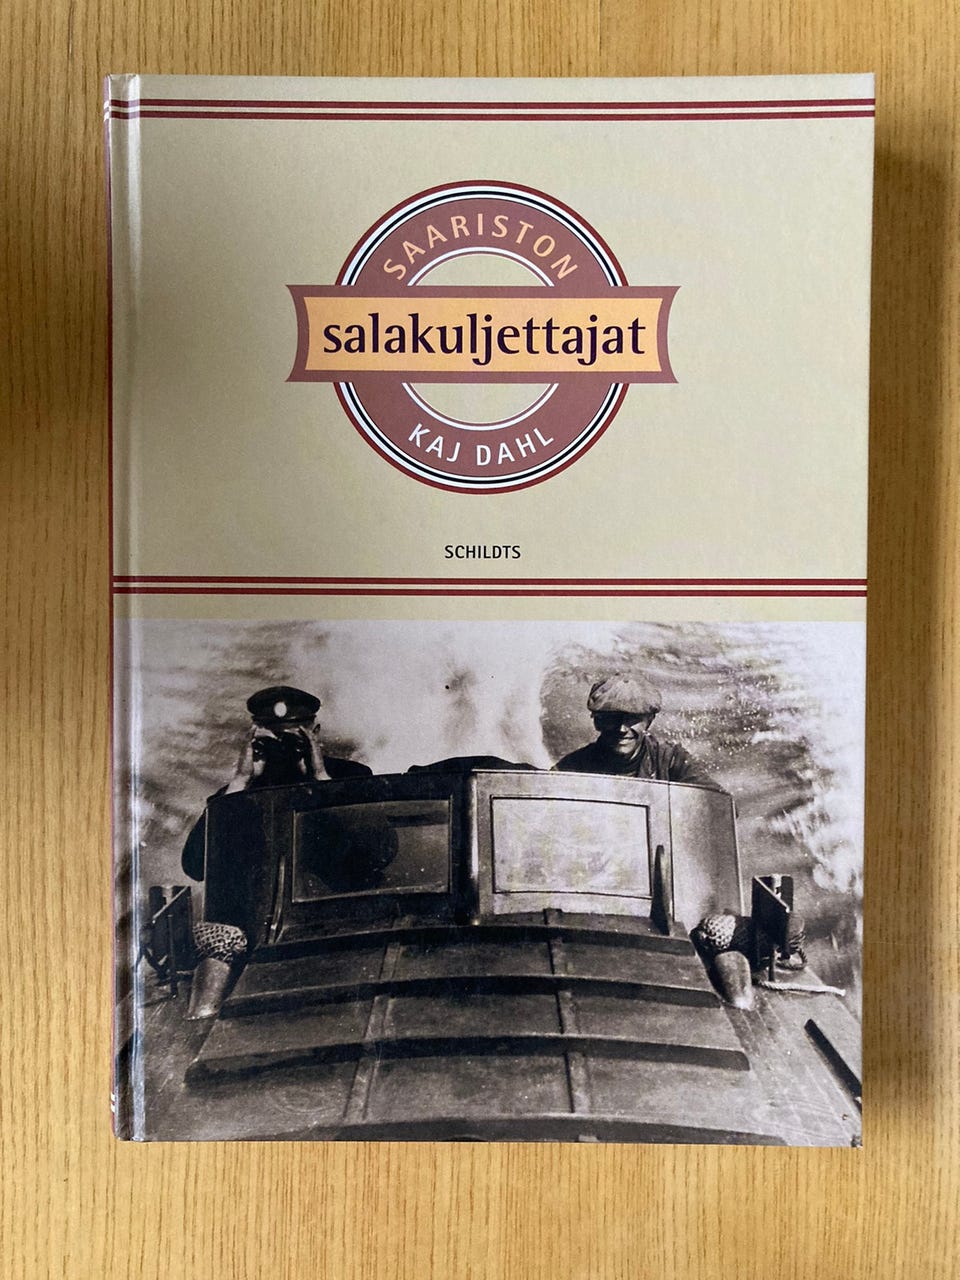 SAARISTON
salakuljettajat
KAJ DAHL
SCHILDTS